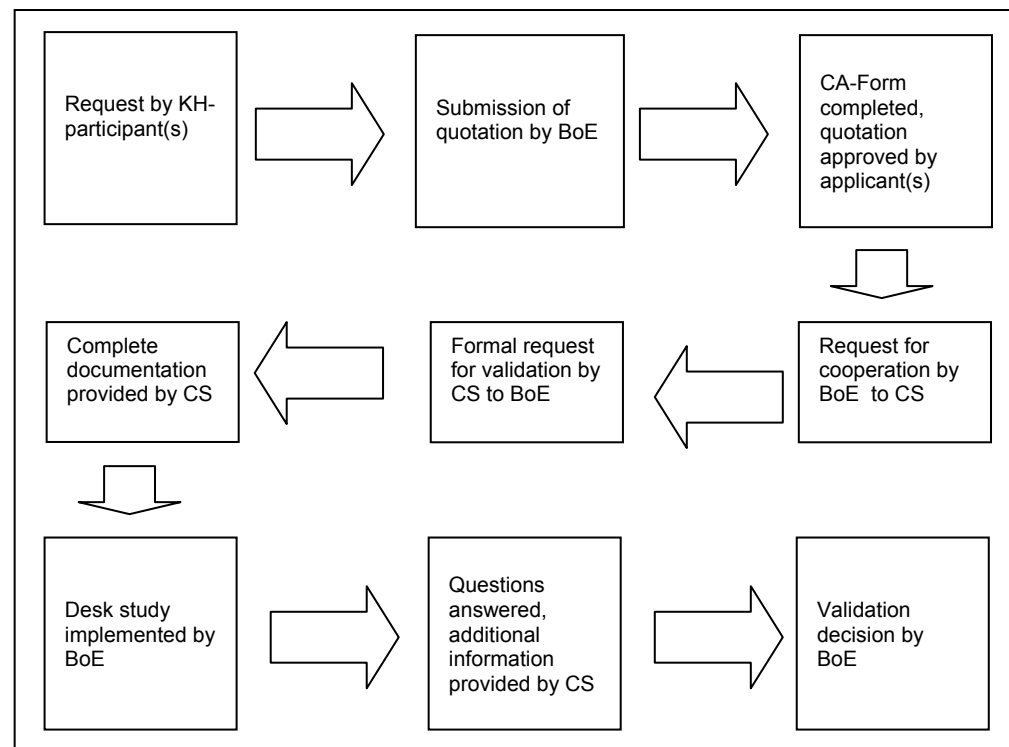 Request by KH-
participant(s)
Submission of
quotation by BoE
CA-Form
completed,
quotation
approved by
applicant(s)
Request for
cooperation by
BoE to CS
Formal request
for validation by
CS to BoE
Complete
documentation
provided by CS
Desk study
implemented by
BoE
Questions
answered,
additional
information
provided by CS
Validation
decision by
BoE